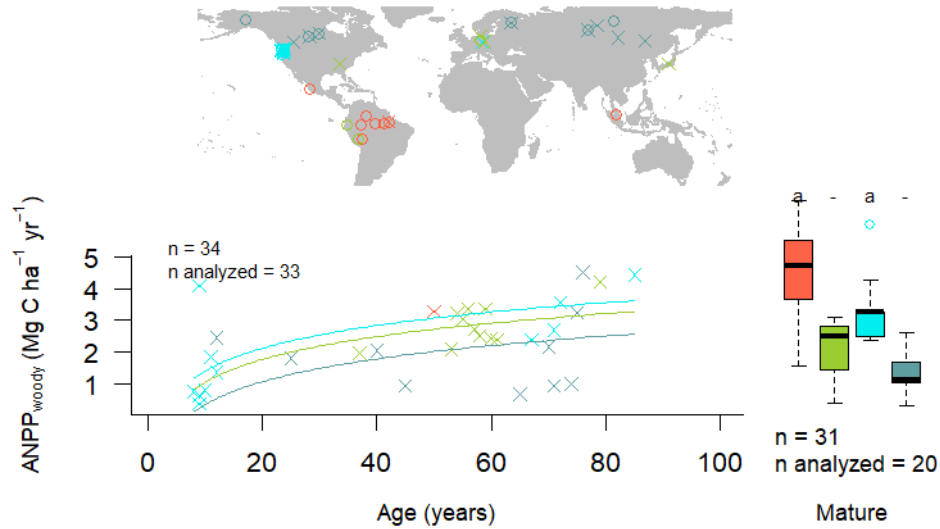 n = 34
n analyzed = 33
ANPPwoody (Mg C ha⁻¹ yr⁻¹)
5
4
3
2
1
0 20 40 60 80 100
Age (years)
a - a -
n = 31
n analyzed = 20
Mature